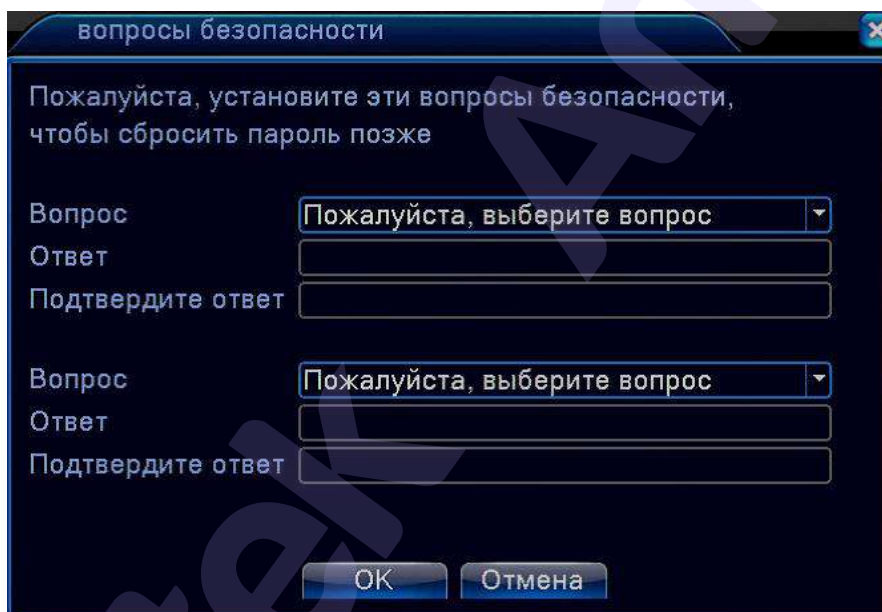 вопросы безопасности
Пожалуйста, установите эти вопросы безопасности,
чтобы сбросить пароль позже
Вопрос Пожалуйста, выберите вопрос
Ответ
Подтвердите ответ
Вопрос Пожалуйста, выберите вопрос
Ответ
Подтвердите ответ
OK Отмена